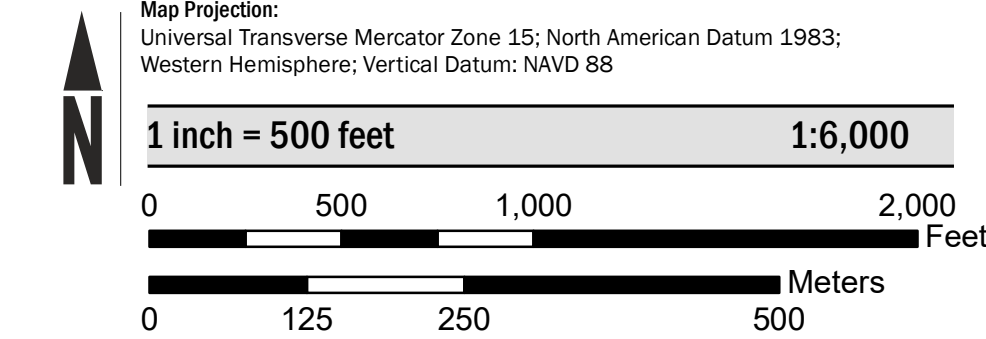 Map Projection:
Universal Transverse Mercator Zone 15; North American Datum 1983;
Western Hemisphere; Vertical Datum: NAVD 88
N
1 inch = 500 feet 1:6,000
0 500 1,000 2,000
Feet
Meters
0 125 250 500